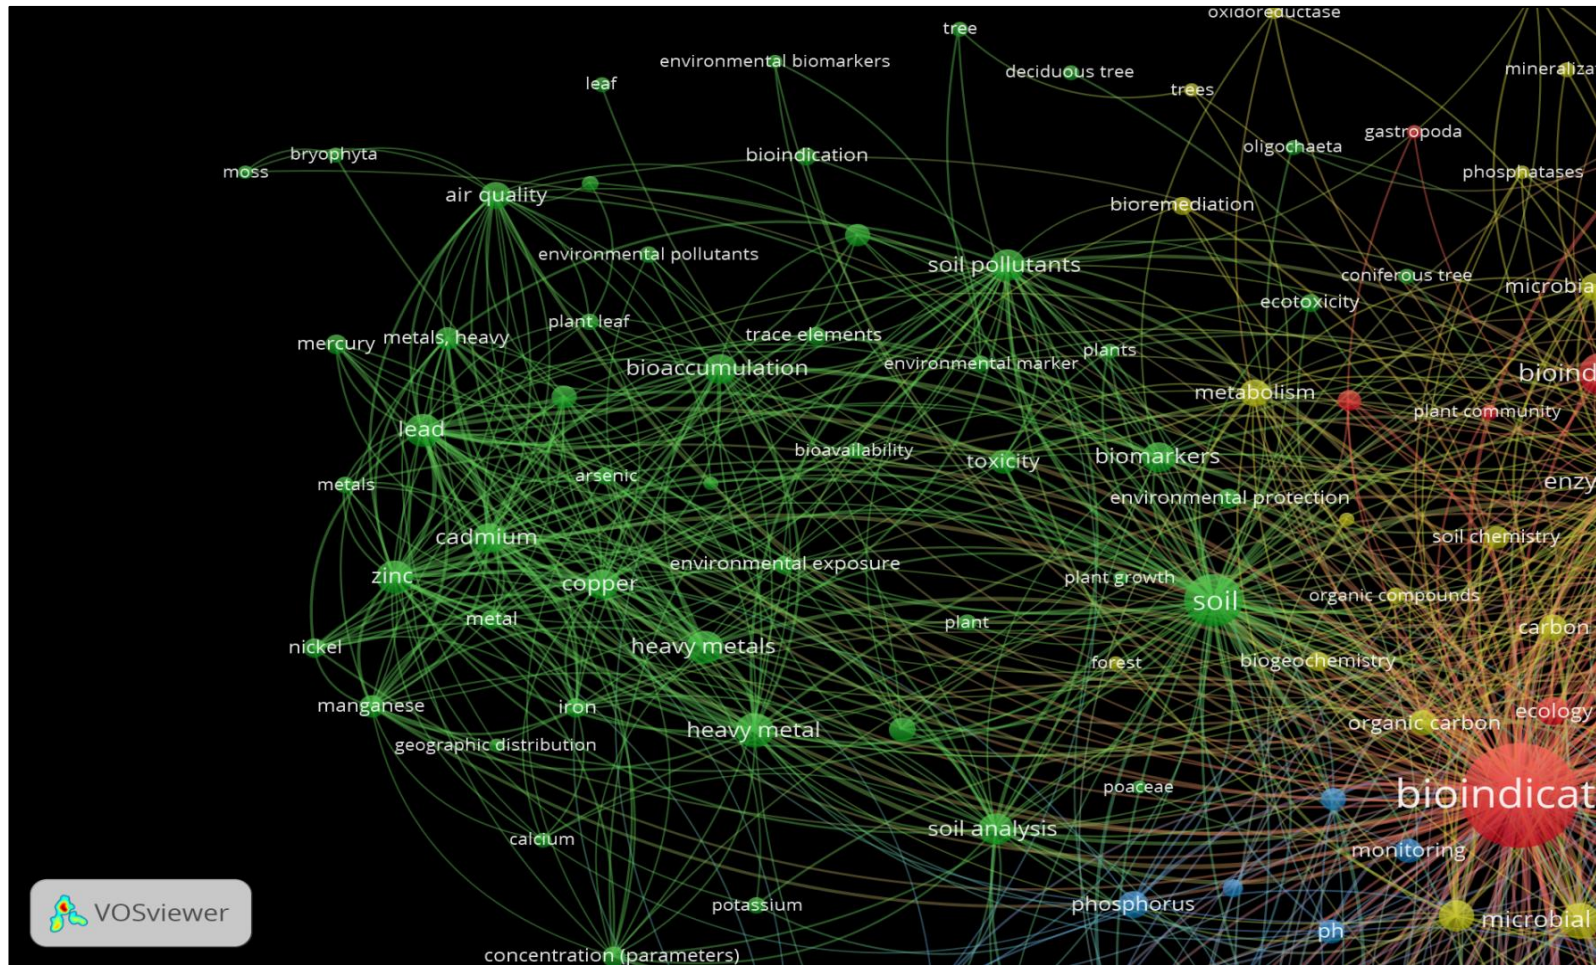 oxidoreductase
tree
environmental biomarkers
deciduous tree
mineraliza
leaf
trees
gastropoda
oligochaeta
bryophyta
bioindication
moss
phosphatases
air quality
bioremediation
environmental pollutants
soil pollutants
coniferous tree
microbial
ecotoxicity
plant leaf
trace elements
metals, heavy
mercury
plants
environmental marker
bioaccumulation
bioind
metabolism
plant community
lead
bioavailability
toxicity
biomarkers
arsenic
metals
enzy
environmental protection
cadmium
soil chemistry
environmental exposure
zinc
copper
plant growth
organic compounds
soil
metal
plant
carbon
nickel
heavy metals
forest
biogeochemistry
manganese
iron
ecology
organic carbon
heavy metal
geographic distribution
poaceae
bioindicat
soil analysis
calcium
monitoring
potassium
phosphorus
VOSviewer
microbial
ph
concentration (parameters)